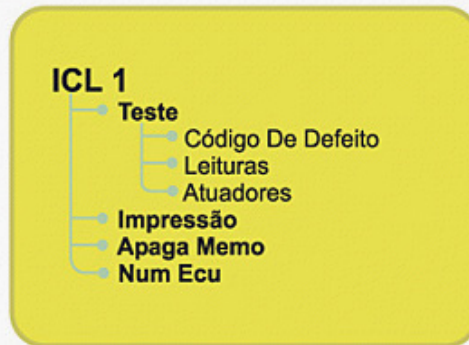 ICL 1
Teste
Código De Defeito
Leituras
Atuadores
Impressão
Apaga Memo
Num Ecu